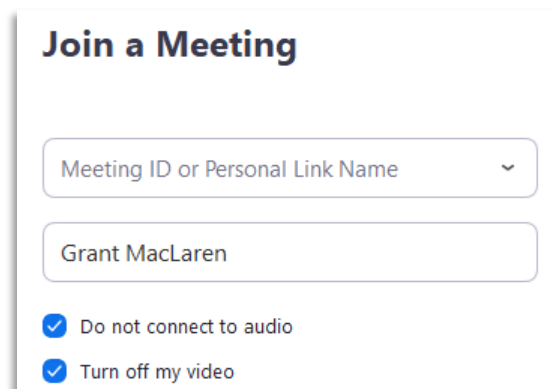 Join a Meeting
Meeting ID or Personal Link Name
Grant MacLaren
Do not connect to audio
Turn off my video